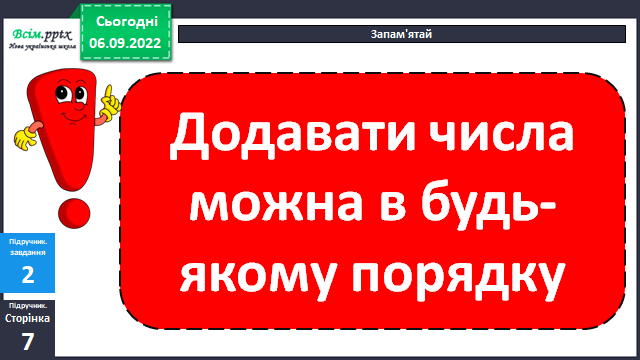 Всім.pptx
Нова українська школа
Сьогодні
06.09.2022
Запам'ятай
Додавати числа
можна в будь-
якому порядку
Підручник.
завдання
2
Підручник.
Сторінка
7